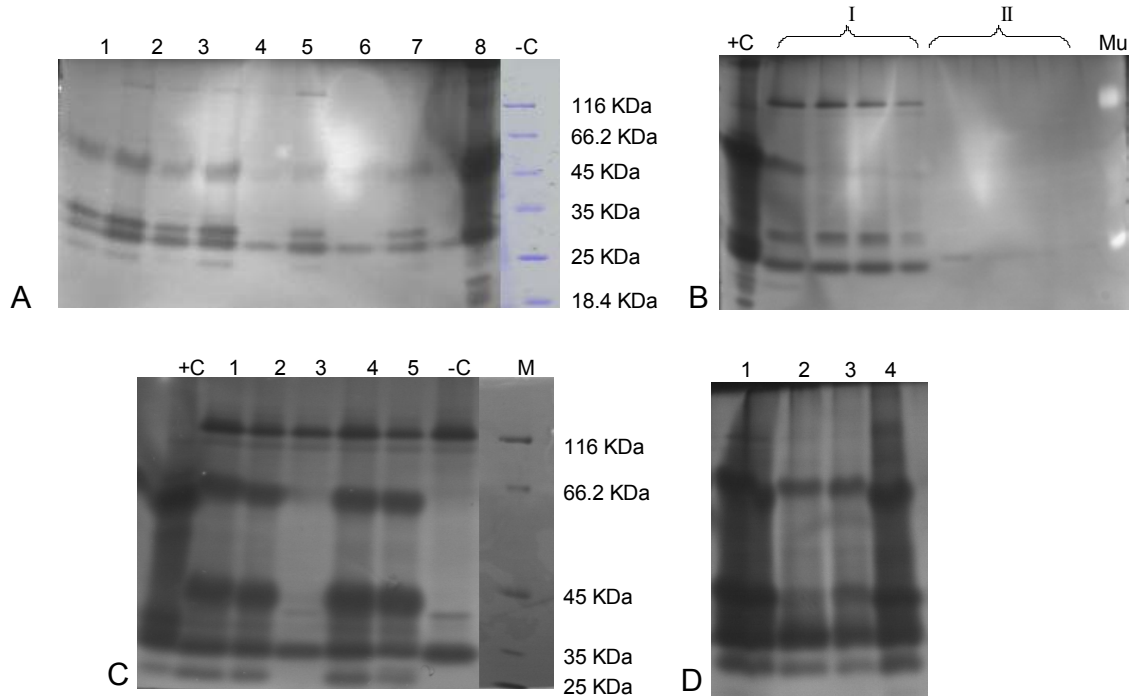 1 2 3 4 5 6 7 8 -C
116 KDa
66.2 KDa
45 KDa
35 KDa
25 KDa
18.4 KDa
A
I II
+C Mu
B
+C 1 2 3 4 5 -C M
116 KDa
66.2 KDa
45 KDa
35 KDa
25 KDa
C
1 2 3 4
D